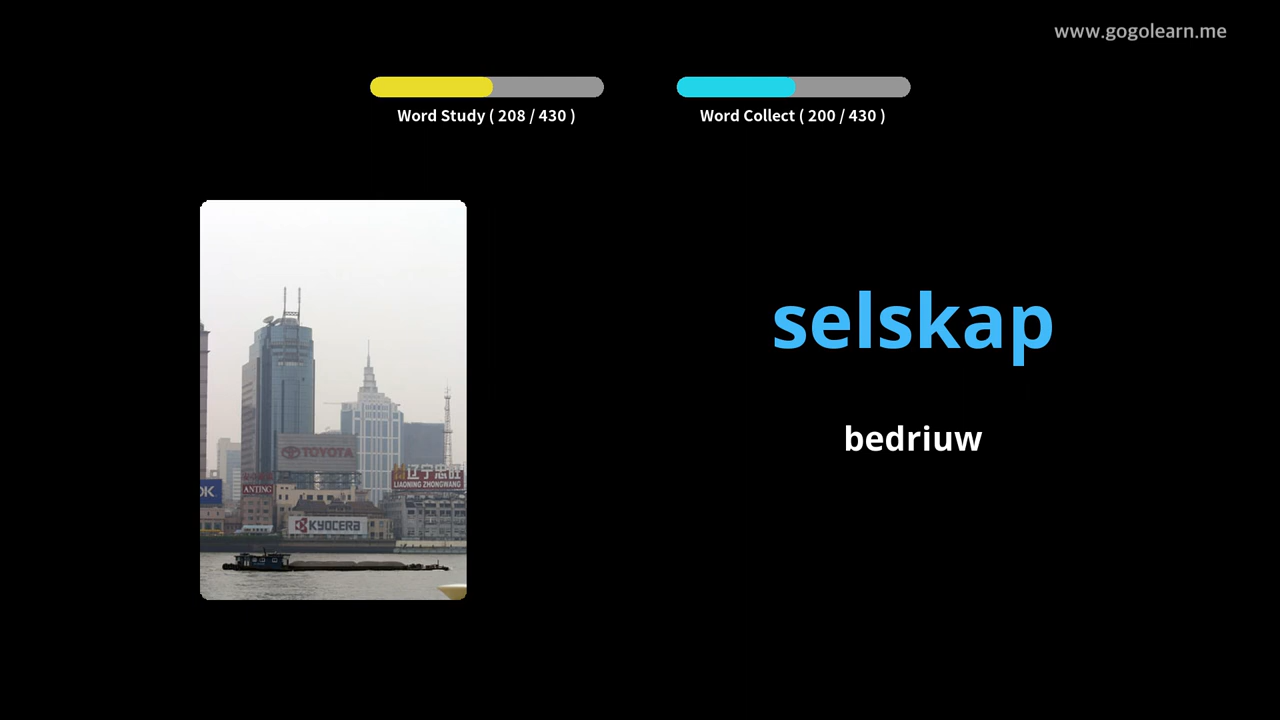 www.gogolearn.me
Word Study ( 208 / 430 )
Word Collect ( 200 / 430 )
selskap
bedriuw
TOYOTA
辽宁忠旺
LIAONING ZHONGWANG
ANTING
KYOCERA